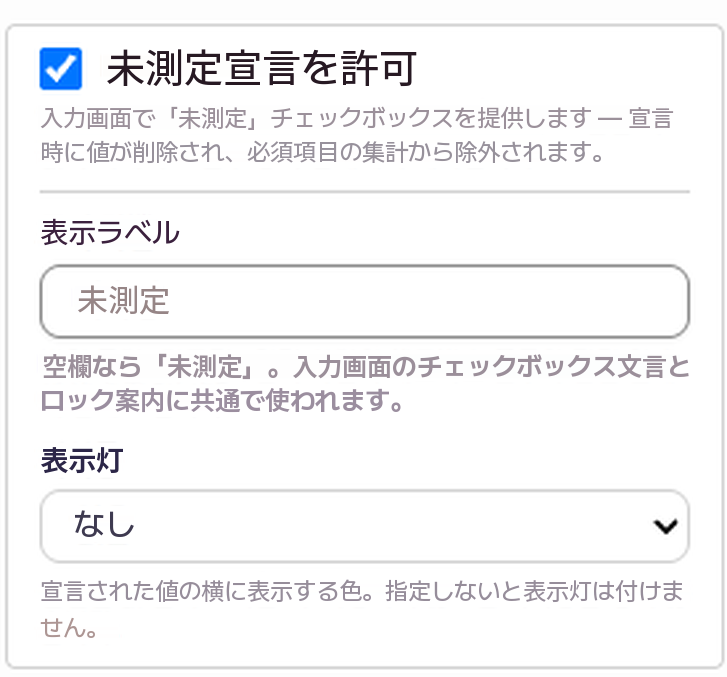 未測定宣言を許可
入力画面で「未測定」チェックボックスを提供します — 宣言
時に値が削除され、必須項目の集計から除外されます。
表示ラベル
未測定
空欄なら「未測定」。入力画面のチェックボックス文言と
ロック案内に共通で使われます。
表示灯
なし
宣言された値の横に表示する色。指定しないと表示灯は付けま
せん。